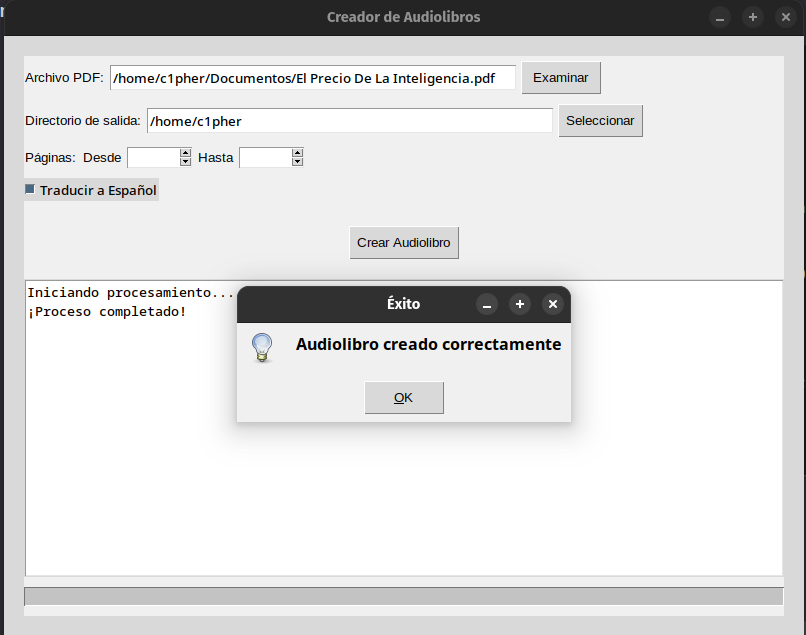 Creador de Audiolibros
Archivo PDF: /home/c1pher/Documentos/El Precio De La Inteligencia.pdf Examinar
Directorio de salida: /home/c1pher Seleccionar
Páginas: Desde Hasta
Traducir a Español
Crear Audiolibro
Iniciando procesamiento...
¡Proceso completado!
Éxito
Audiolibro creado correctamente
OK